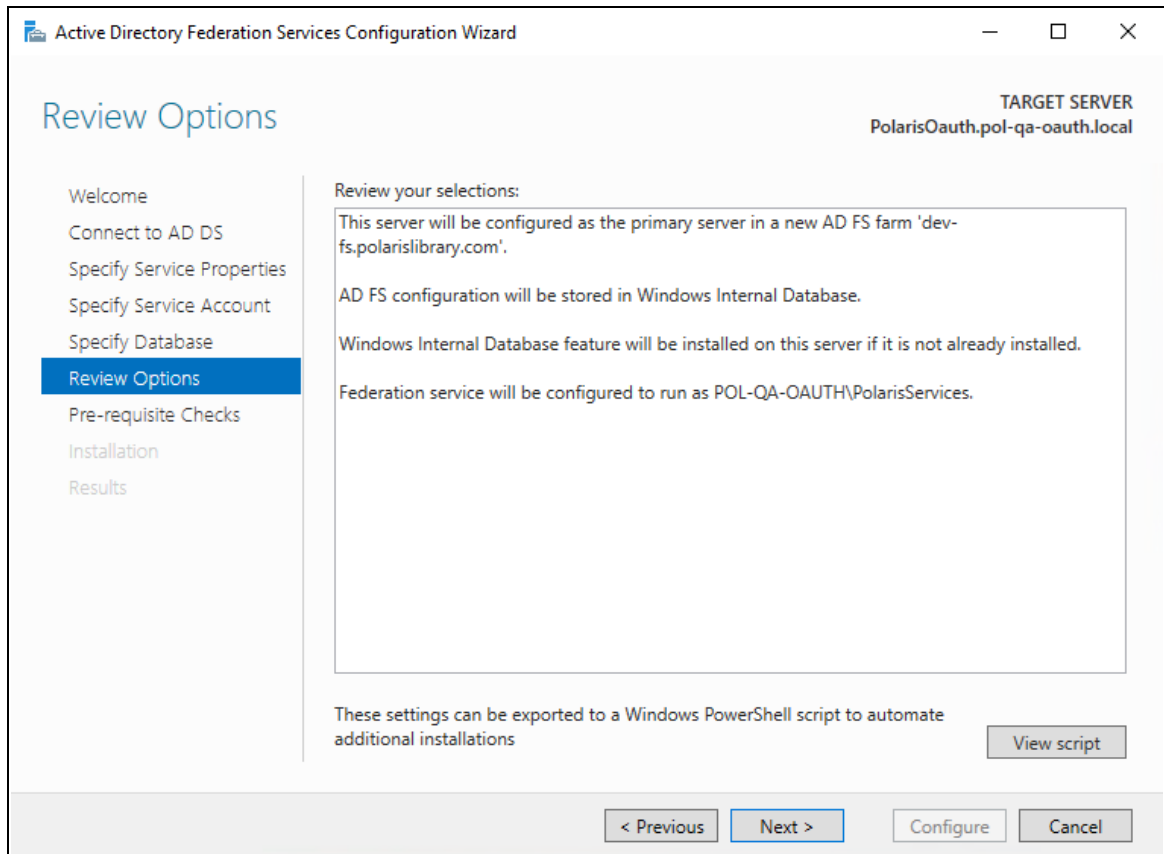 Active Directory Federation Services Configuration Wizard
Review Options
TARGET SERVER
PolarisOauth.pol-qa-oauth.local
Welcome
Connect to AD DS
Specify Service Properties
Specify Service Account
Specify Database
Review Options
Pre-requisite Checks
Installation
Results
Review your selections:
This server will be configured as the primary server in a new AD FS farm 'dev-
fs.polarislibrary.com'.
AD FS configuration will be stored in Windows Internal Database.
Windows Internal Database feature will be installed on this server if it is not already installed.
Federation service will be configured to run as POL-QA-OAUTH\PolarisServices.
These settings can be exported to a Windows PowerShell script to automate
additional installations
View script
< Previous
Next >
Configure
Cancel